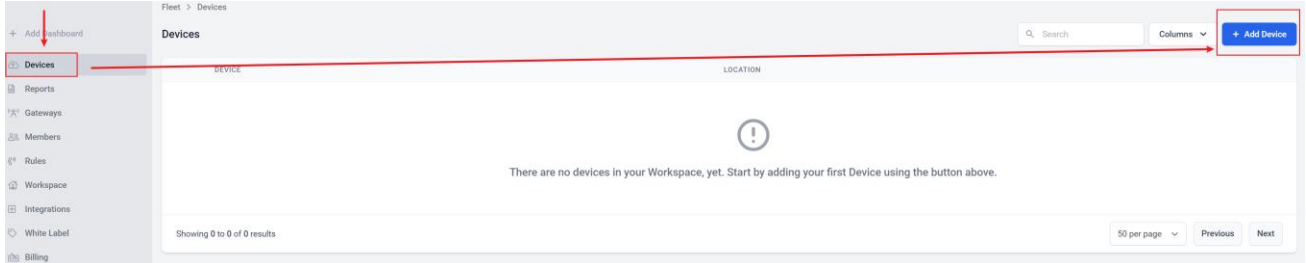 Fleet > Devices
+ Add Dashboard
Devices
Search
Columns
+ Add Device
Devices
DEVICE
LOCATION
Reports
Gateways
Members
Rules
Workspace
Integrations
White Label
Billing
There are no devices in your Workspace, yet. Start by adding your first Device using the button above.
Showing 0 to 0 of 0 results
50 per page
Previous
Next